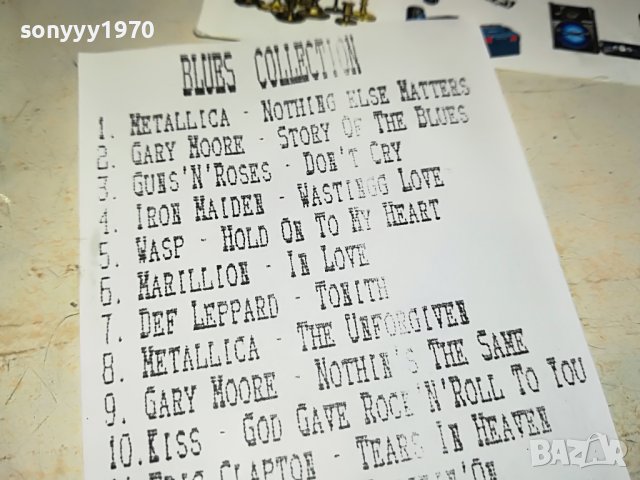 sonyyy1970
BLUES COLLECTION
1. METALLICA - NOTHING ELSE MATTERS
2. GARY MOORE - STORY OF THE BLUES
3. GUNS'N'ROSES - DON'T CRY
4. IRON MAIDEN - WASTINGG LOVE
5. WASP - HOLD ON TO MY HEART
6. MARILLION - IN LOVE
7. DEF LEPPARD - TONITH
8. METALLICA - THE UNFORGIVEN
9. GARY MOORE - NOTHIN'S THE SAME
10. KISS - GOD GAVE ROCK'N'ROLL TO YOU
11. ERIC CLAPTON - TEARS IN HEAVEN
BAZAR